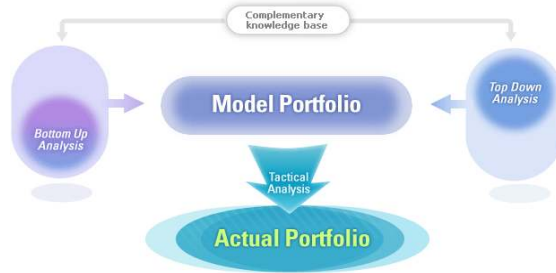 Complementary
knowledge base
Model Portfolio
Top Down
Analysis
Bottom Up
Analysis
Tactical
Analysis
Actual Portfolio